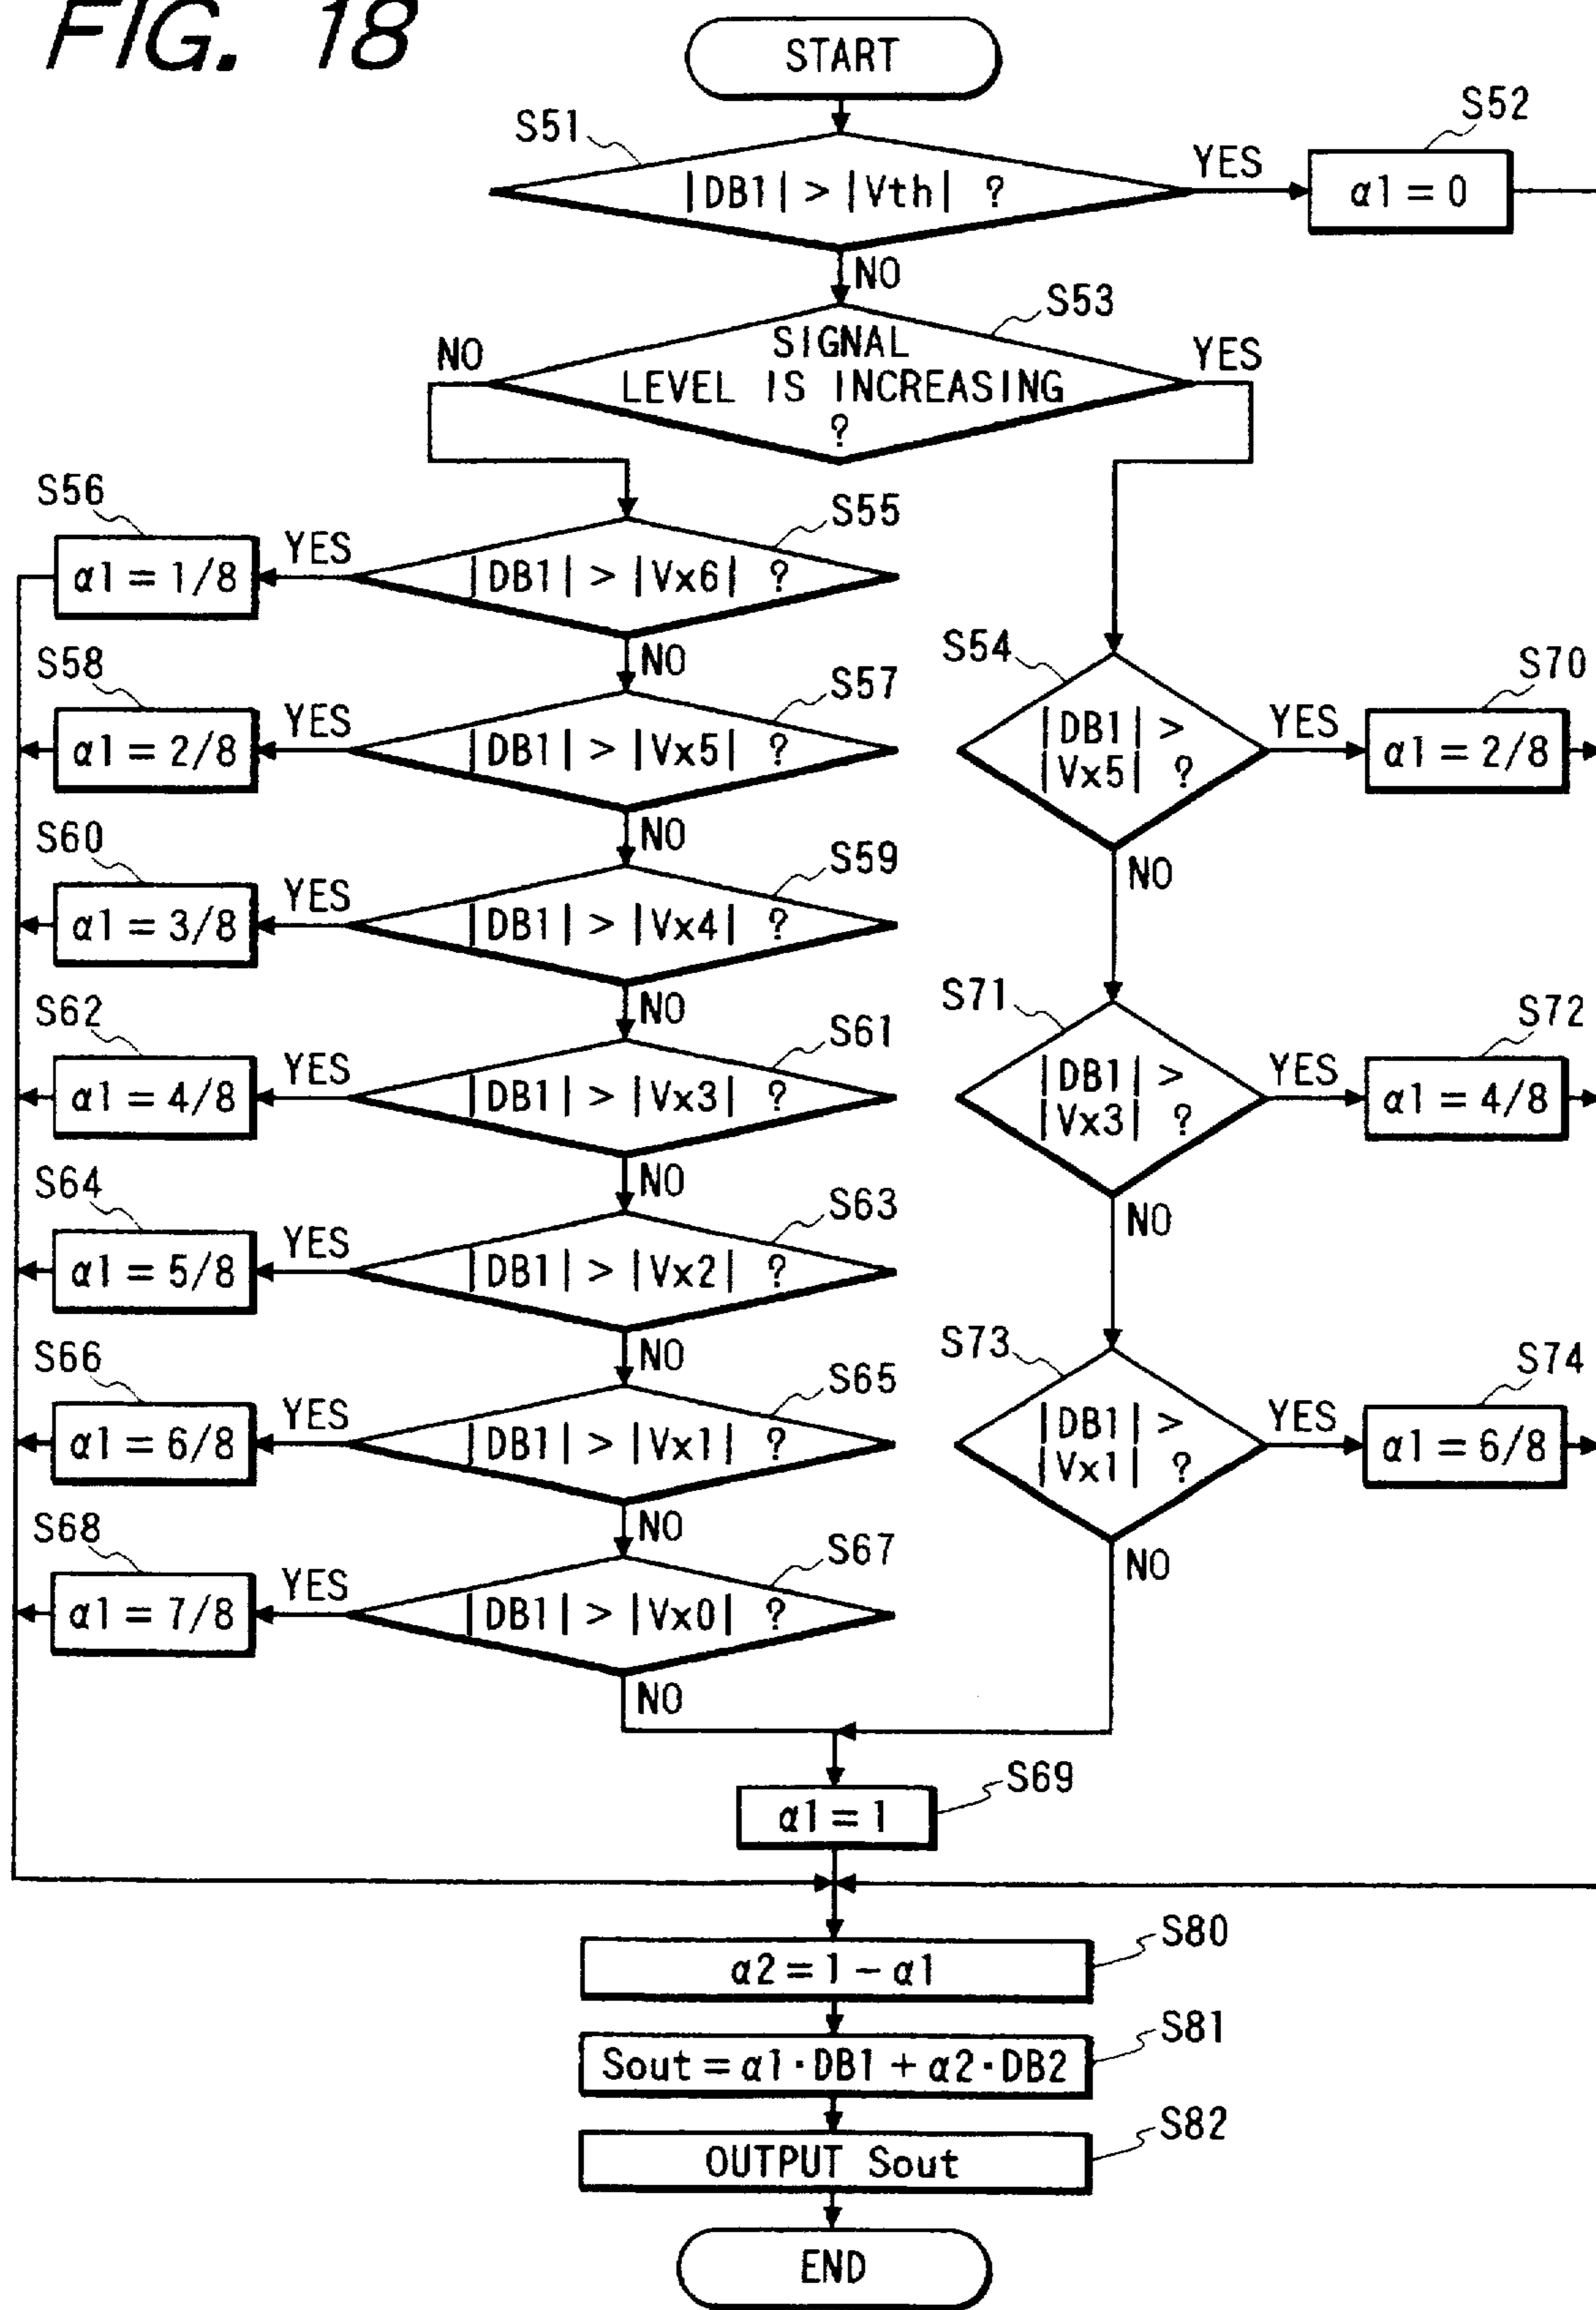 FIG. 18
START
S51
|DB1| > |Vth| ?
YES
S52
α1 = 0
NO
S53
SIGNAL
LEVEL IS INCREASING
?
NO
YES
S56
α1 = 1/8
YES
S55
|DB1| > |Vx6| ?
NO
S58
α1 = 2/8
YES
S57
|DB1| > |Vx5| ?
NO
S54
|DB1| >
|Vx5| ?
YES
S70
α1 = 2/8
NO
S60
α1 = 3/8
YES
S59
|DB1| > |Vx4| ?
NO
S62
α1 = 4/8
YES
S61
|DB1| > |Vx3| ?
NO
S71
|DB1| >
|Vx3| ?
YES
S72
α1 = 4/8
NO
S64
α1 = 5/8
YES
S63
|DB1| > |Vx2| ?
NO
S66
α1 = 6/8
YES
S65
|DB1| > |Vx1| ?
NO
S73
|DB1| >
|Vx1| ?
YES
S74
α1 = 6/8
NO
S68
α1 = 7/8
YES
S67
|DB1| > |Vx0| ?
NO
S69
α1 = 1
S80
α2 = 1 − α1
S81
Sout = α1·DB1 + α2·DB2
S82
OUTPUT Sout
END